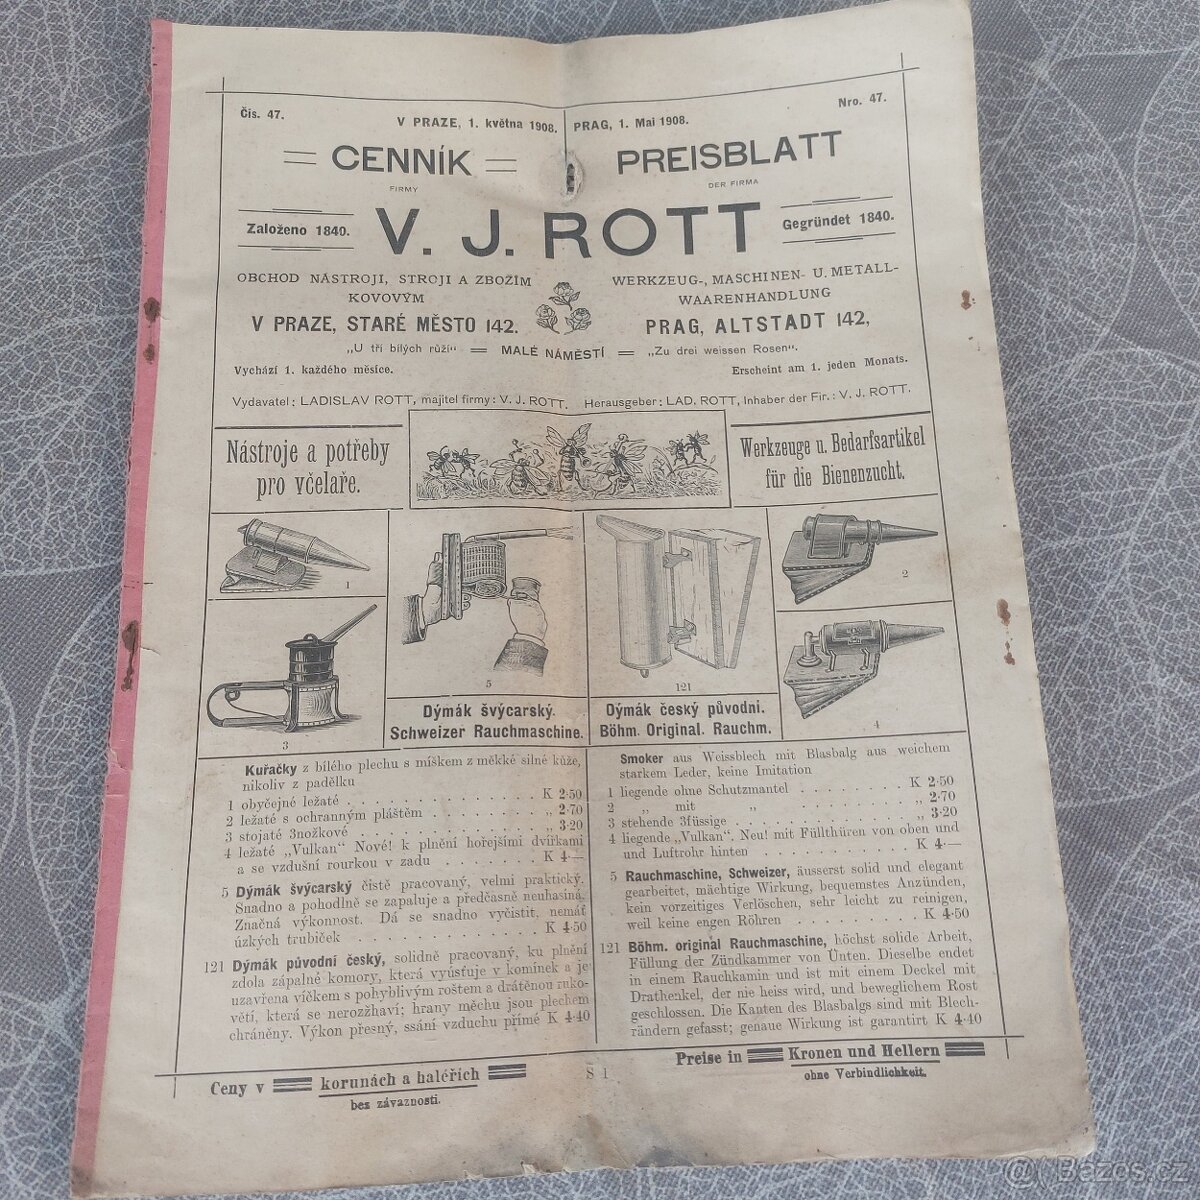 Čís. 47.
V PRAZE, 1. května 1908.
PRAG, 1. Mai 1908.
Nro. 47.
CENNÍK
FIRMY
PREISBLATT
DER FIRMA
Založeno 1840.
V. J. ROTT
Gegründet 1840.
OBCHOD NÁSTROJI, STROJI A ZBOŽÍM
KOVOVÝM
V PRAZE, STARÉ MĚSTO 142.
WERKZEUG-, MASCHINEN- U. METALL-
WAARENHANDLUNG
PRAG, ALTSTADT 142,
„U tří bílých růží“ = MALÉ NÁMĚSTÍ = „Zu drei weissen Rosen“.
Vychází 1. každého měsíce.
Erscheint am 1. jeden Monats.
Vydavatel: LADISLAV ROTT, majitel firmy: V. J. ROTT.
Herausgeber: LAD. ROTT, Inhaber der Fir.: V. J. ROTT.
Nástroje a potřeby
pro včelaře.
Werkzeuge u. Bedarfsartikel
für die Bienenzucht.
1
3
5
Dýmák švýcarský.
Schweizer Rauchmaschine.
121
Dýmák český původni.
Böhm. Original. Rauchm.
2
4
Kuřačky z bílého plechu s míškem z měkké silné kůže,
nikoliv z padělku
1 obyčejné ležaté . . . . . . . . . . . K 2·50
2 ležaté s ochranným pláštěm . . . . . . „ 2·70
3 stojaté 3nožkové . . . . . . . . . . „ 3·20
4 ležaté „Vulkan“ Nové! k plnění hořejšími dvířkami
a se vzdušní rourkou v zadu . . . . . . K 4·—
5 Dýmák švýcarský čistě pracovaný, velmi praktický.
Snadno a pohodlně se zapaluje a předčasně neuhasíná.
Značná výkonnost. Dá se snadno vyčistit, nemáť
úzkých trubiček . . . . . . . . . . . K 4·50
121 Dýmák původní český, solidně pracovaný, ku plnění
zdola zápalné komory, která vyúsťuje v komínek a je
uzavřena víčkem s pohyblivým roštem a drátěnou ruko-
větí, která se nerozžhaví; hrany měchu jsou plechem
chráněny. Výkon přesný, ssání vzduchu přímé K 4·40
Smoker aus Weissblech mit Blasbalg aus weichem
starkem Leder, keine Imitation
1 liegende ohne Schutzmantel . . . . . . . K 2·50
2 „ mit „ . . . . . . . „ 2·70
3 stehende 3füssige . . . . . . . . . . „ 3·20
4 liegende „Vulkan“. Neu! mit Füllthüren von oben und
und Luftrohr hinten . . . . . . . . . K 4·—
5 Rauchmaschine, Schweizer, äusserst solid und elegant
gearbeitet, mächtige Wirkung, bequemstes Anzünden,
kein vorzeitiges Verlöschen, sehr leicht zu reinigen,
weil keine engen Röhren . . . . . . . . K 4·50
121 Böhm. original Rauchmaschine, höchst solide Arbeit,
Füllung der Zündkammer von Unten. Dieselbe endet
in einem Rauchkamin und ist mit einem Deckel mit
Drathenkel, der nie heiss wird, und beweglichem Rost
geschlossen. Die Kanten des Blasbalgs sind mit Blech-
rändern gefasst; genaue Wirkung ist garantirt K 4·40
Ceny v korunách a haléřích
bez závaznosti.
S 1
Preise in Kronen und Hellern
ohne Verbindlichkeit.
@ Bazos.cz